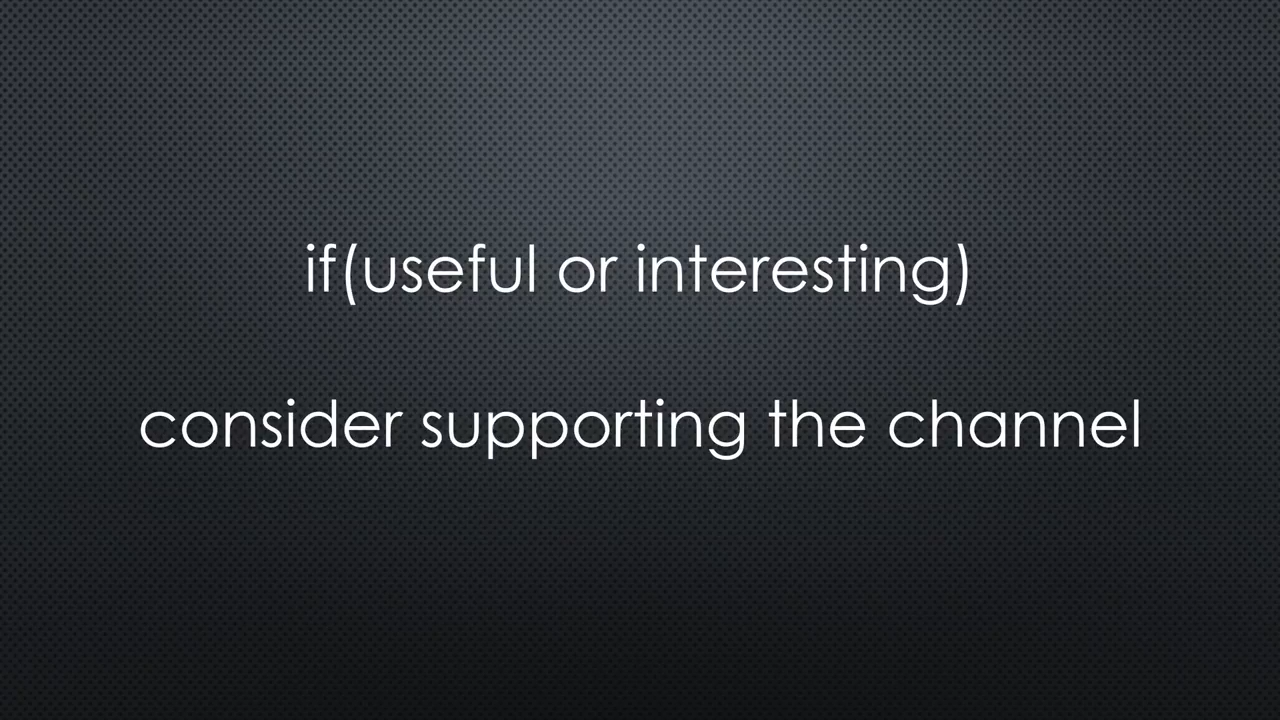 if(useful or interesting)
consider supporting the channel